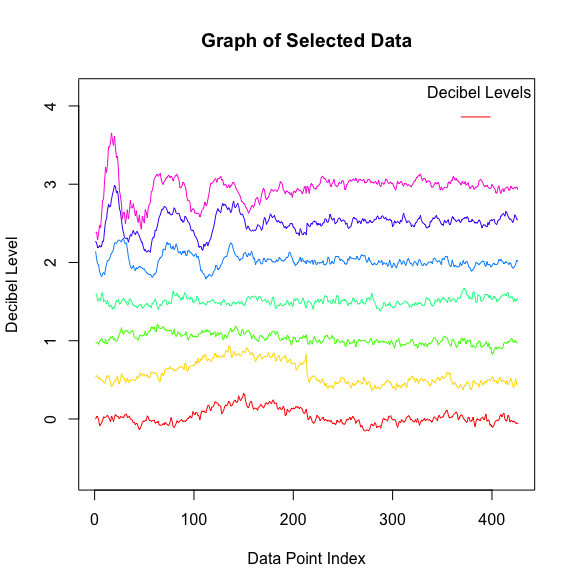 Graph of Selected Data
Decibel Levels
4
3
2
1
0
Decibel Level
0 100 200 300 400
Data Point Index